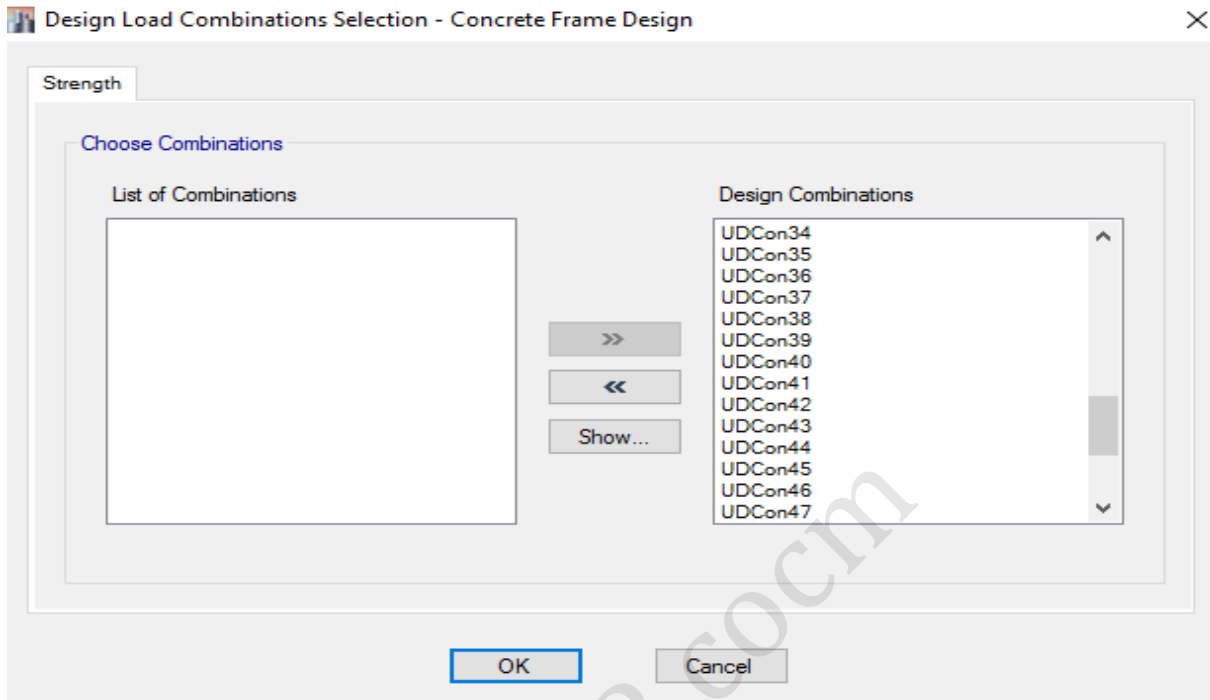 Design Load Combinations Selection - Concrete Frame Design
Strength
Choose Combinations
List of Combinations
Design Combinations
UDCon34
UDCon35
UDCon36
UDCon37
UDCon38
UDCon39
UDCon40
UDCon41
UDCon42
UDCon43
UDCon44
UDCon45
UDCon46
UDCon47
>>
<<
Show...
OK
Cancel
cocm